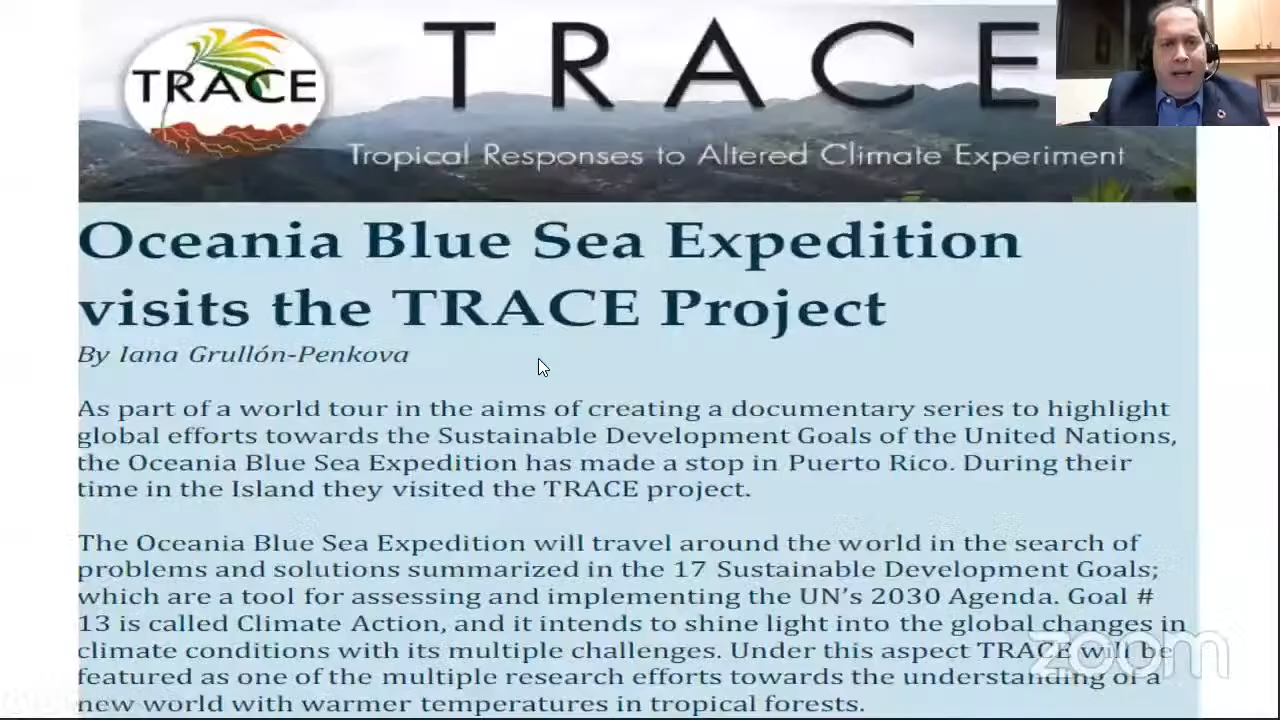 TRACE
TRACE
Tropical Responses to Altered Climate Experiment
Oceania Blue Sea Expedition
visits the TRACE Project
By Iana Grullón-Penkova
As part of a world tour in the aims of creating a documentary series to highlight
global efforts towards the Sustainable Development Goals of the United Nations,
the Oceania Blue Sea Expedition has made a stop in Puerto Rico. During their
time in the Island they visited the TRACE project.
The Oceania Blue Sea Expedition will travel around the world in the search of
problems and solutions summarized in the 17 Sustainable Development Goals;
which are a tool for assessing and implementing the UN's 2030 Agenda. Goal #
13 is called Climate Action, and it intends to shine light into the global changes in
climate conditions with its multiple challenges. Under this aspect TRACE will be
featured as one of the multiple research efforts towards the understanding of a
new world with warmer temperatures in tropical forests.
zoom